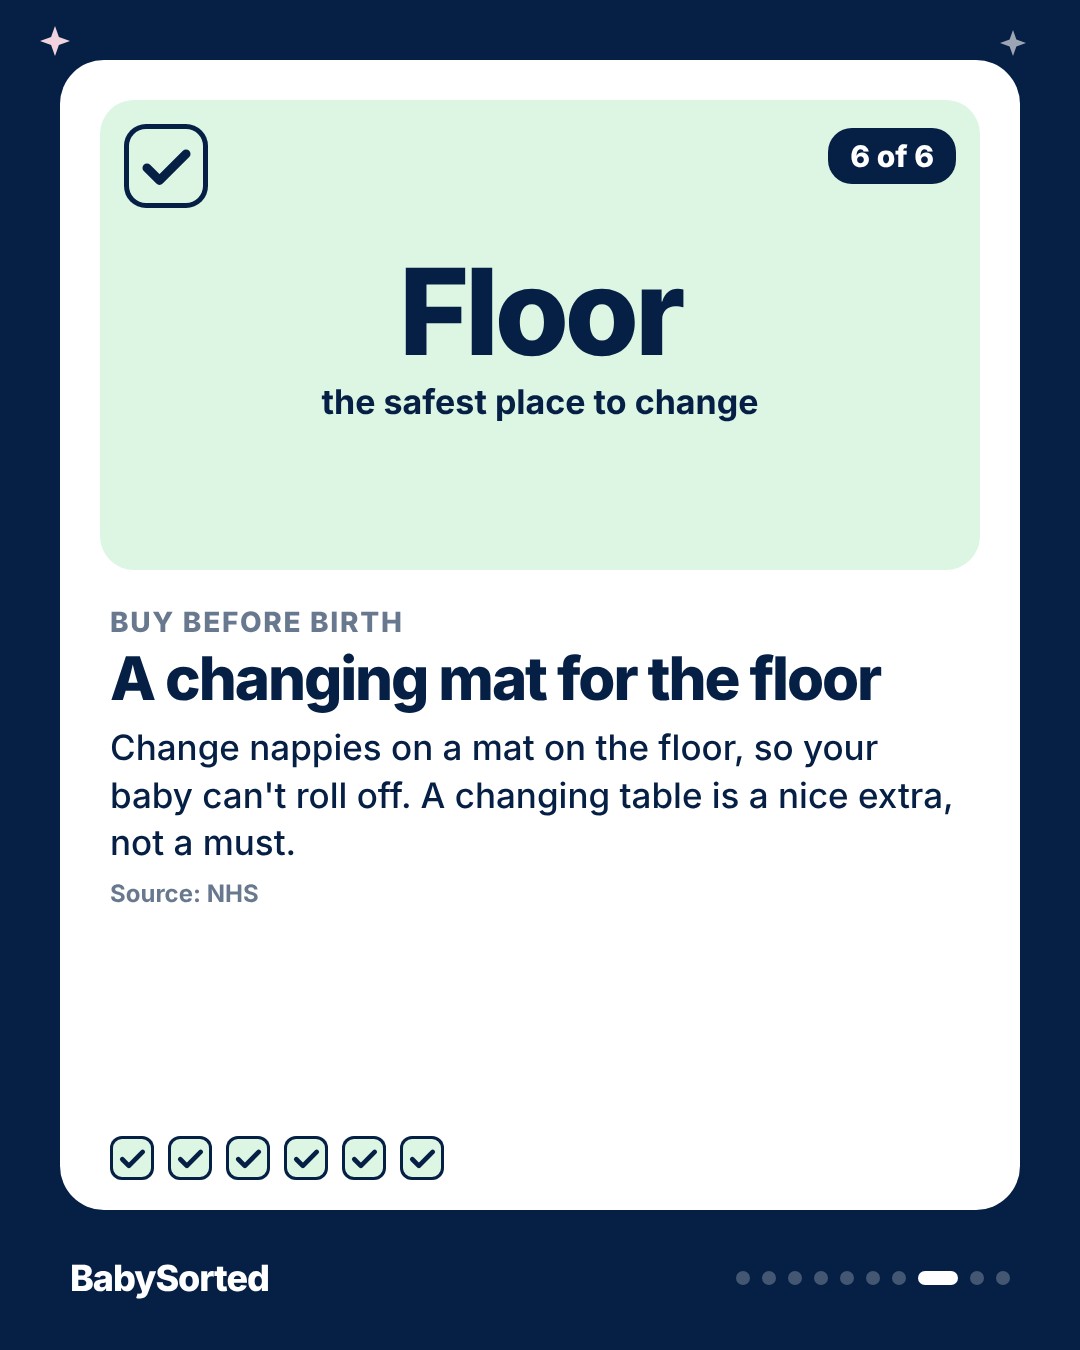 6 of 6
Floor
the safest place to change
BUY BEFORE BIRTH
A changing mat for the floor
Change nappies on a mat on the floor, so your
baby can't roll off. A changing table is a nice extra,
not a must.
Source: NHS
BabySorted